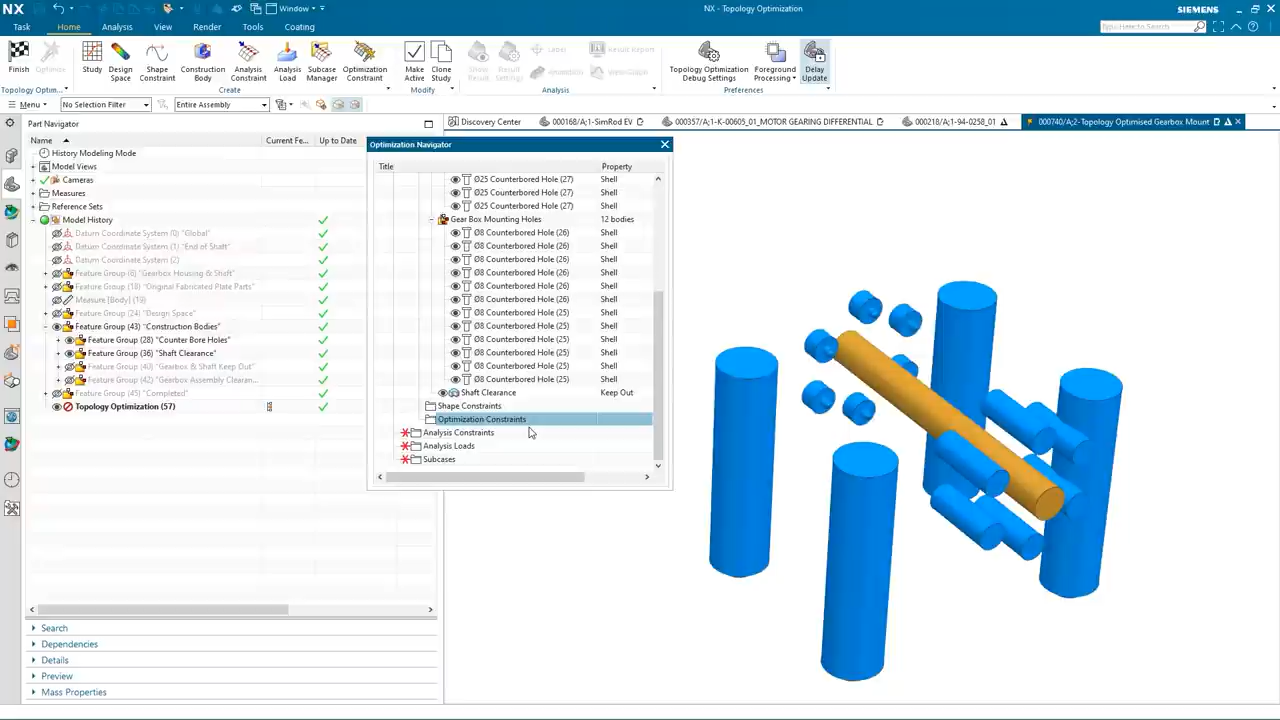 NX
Window
NX - Topology Optimization
SIEMENS
Task
Home
Analysis
View
Render
Tools
Coating
Type Here to Search
Finish
Optimize
Study
Design Space
Shape Constraint
Construction Body
Analysis Constraint
Analysis Load
Subcase Manager
Optimization Constraint
Make Active
Clone Study
Show Result
Result Settings
Label
Annotation
Result Report
Topology Optimization Debug Settings
Foreground Processing
Delay Update
Topology Optim...
Create
Modify
Analysis
Preferences
Menu
No Selection Filter
Entire Assembly
Part Navigator
Discovery Center
000168/A;1-SimRod EV
000357/A;1-K-00605_01_MOTOR GEARING DIFFERENTIAL
000218/A;1-94-0258_01
000740/A;2-Topology Optimised Gearbox Mount
Name
Current Fe...
Up to Date
History Modeling Mode
Model Views
Cameras
Measures
Reference Sets
Model History
Datum Coordinate System (0) "Global"
Datum Coordinate System (1) "End of Shaft"
Datum Coordinate System (2)
Feature Group (6) "Gearbox Housing & Shaft"
Feature Group (18) "Original Fabricated Plate Parts"
Measure [Body] (19)
Feature Group (24) "Design Space"
Feature Group (43) "Construction Bodies"
Feature Group (28) "Counter Bore Holes"
Feature Group (36) "Shaft Clearance"
Feature Group (40) "Gearbox & Shaft Keep Out"
Feature Group (42) "Gearbox Assembly Clearan...
Feature Group (45) "Completed"
Topology Optimization (57)
Optimization Navigator
Title
Property
Ø25 Counterbored Hole (27) Shell
Ø25 Counterbored Hole (27) Shell
Ø25 Counterbored Hole (27) Shell
Gear Box Mounting Holes 12 bodies
Ø8 Counterbored Hole (26) Shell
Ø8 Counterbored Hole (26) Shell
Ø8 Counterbored Hole (26) Shell
Ø8 Counterbored Hole (26) Shell
Ø8 Counterbored Hole (26) Shell
Ø8 Counterbored Hole (26) Shell
Ø8 Counterbored Hole (25) Shell
Ø8 Counterbored Hole (25) Shell
Ø8 Counterbored Hole (25) Shell
Ø8 Counterbored Hole (25) Shell
Ø8 Counterbored Hole (25) Shell
Ø8 Counterbored Hole (25) Shell
Shaft Clearance Keep Out
Shape Constraints
Optimization Constraints
Analysis Constraints
Analysis Loads
Subcases
Search
Dependencies
Details
Preview
Mass Properties